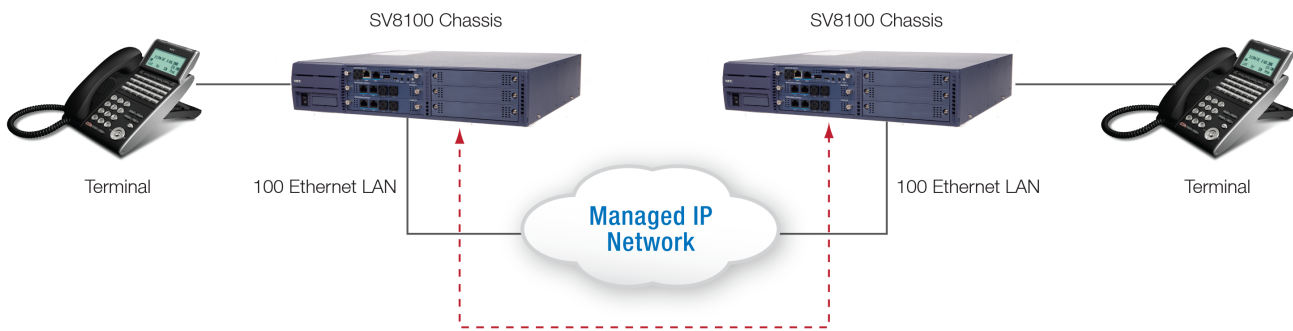 SV8100 Chassis
SV8100 Chassis
Terminal
100 Ethernet LAN
Managed IP
Network
100 Ethernet LAN
Terminal